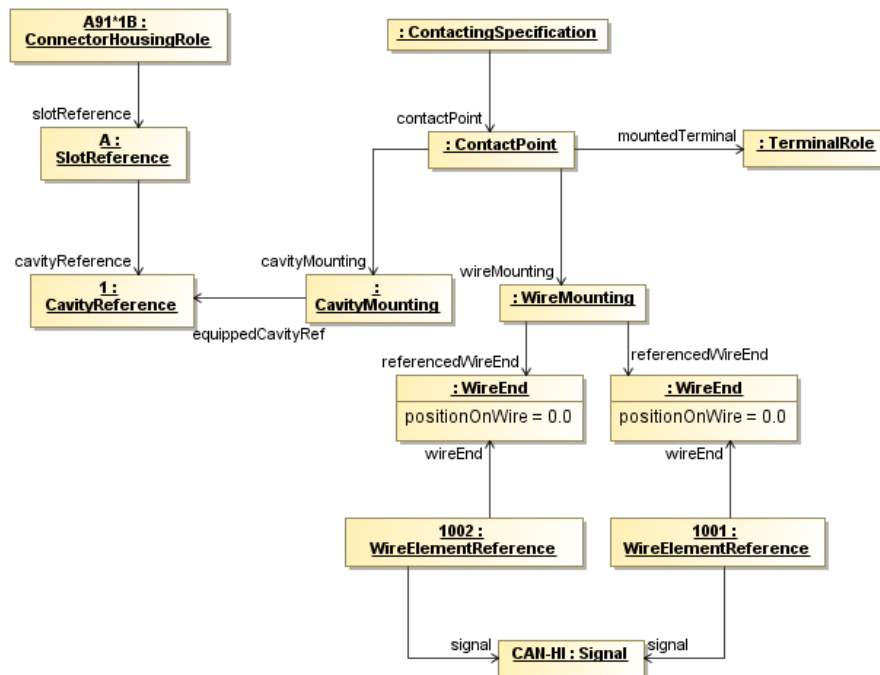 A91*1B :
ConnectorHousingRole
: ContactingSpecification
slotReference
contactPoint
A :
SlotReference
: ContactPoint
mountedTerminal
: TerminalRole
cavityReference
cavityMounting
wireMounting
1 :
CavityReference
:
CavityMounting
equippedCavityRef
: WireMounting
referencedWireEnd
referencedWireEnd
: WireEnd
positionOnWire = 0.0
: WireEnd
positionOnWire = 0.0
wireEnd
wireEnd
1002 :
WireElementReference
1001 :
WireElementReference
signal
CAN-HI : Signal
signal